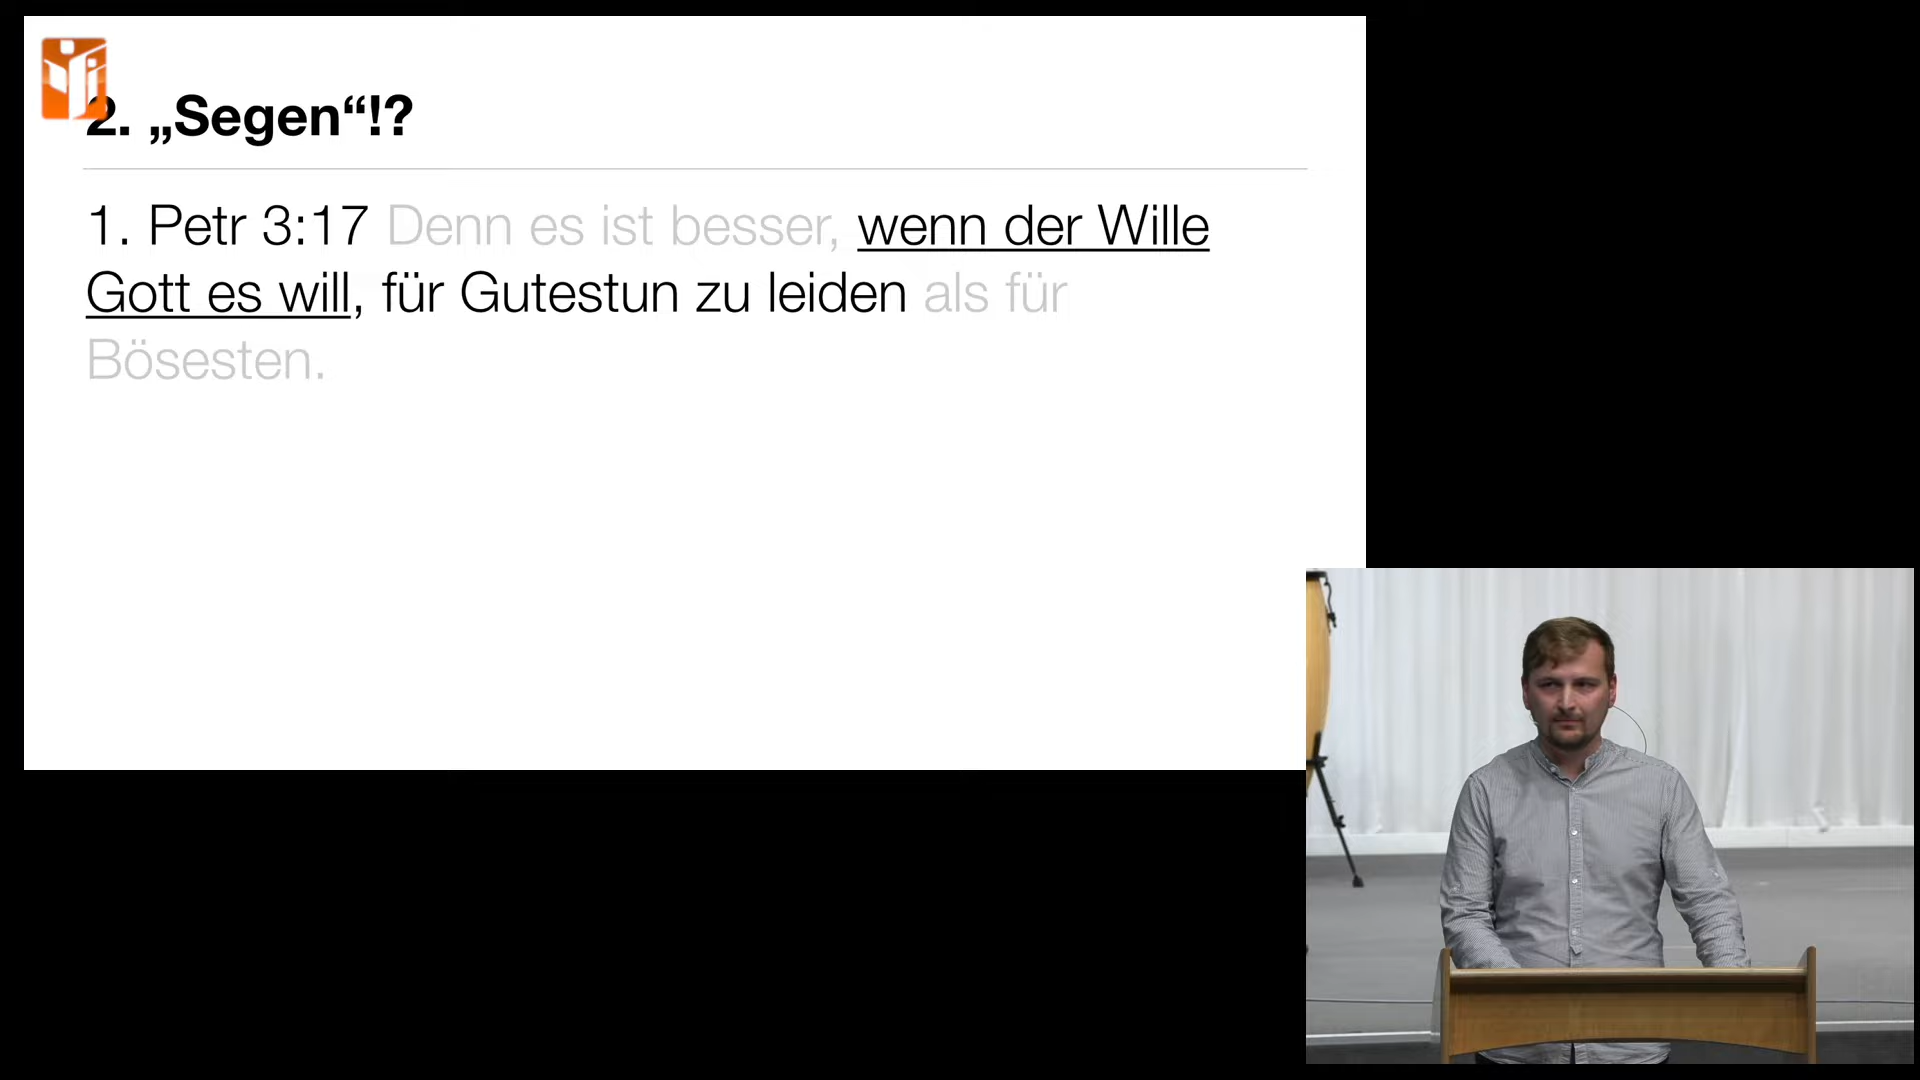 2. „Segen“!?
1. Petr 3:17 Denn es ist besser, wenn der Wille
Gott es will, für Gutestun zu leiden als für
Bösesten.